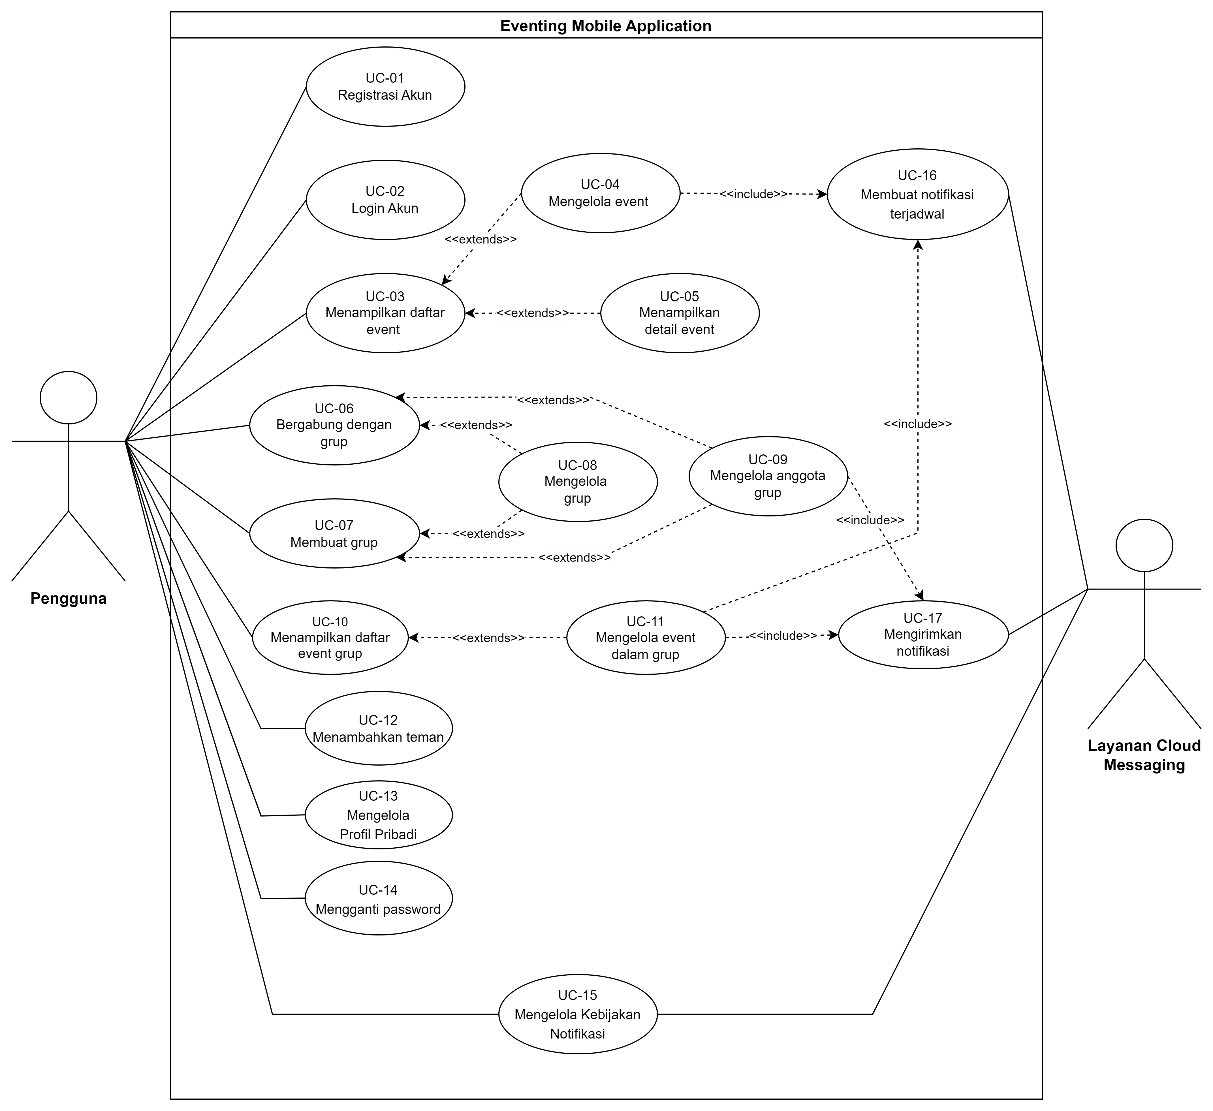 Eventing Mobile Application
UC-01
Registrasi Akun
UC-02
Login Akun
UC-04
Mengelola event
<<include>>
UC-16
Membuat notifikasi
terjadwal
<<extends>>
UC-03
Menampilkan daftar
event
<<extends>>
UC-05
Menampilkan
detail event
UC-06
Bergabung dengan
grup
<<extends>>
<<extends>>
<<include>>
UC-08
Mengelola
grup
UC-09
Mengelola anggota
grup
UC-07
Membuat grup
<<extends>>
<<extends>>
<<include>>
Pengguna
UC-10
Menampilkan daftar
event grup
<<extends>>
UC-11
Mengelola event
dalam grup
<<include>>
UC-17
Mengirimkan
notifikasi
UC-12
Menambahkan teman
Layanan Cloud
Messaging
UC-13
Mengelola
Profil Pribadi
UC-14
Mengganti password
UC-15
Mengelola Kebijakan
Notifikasi